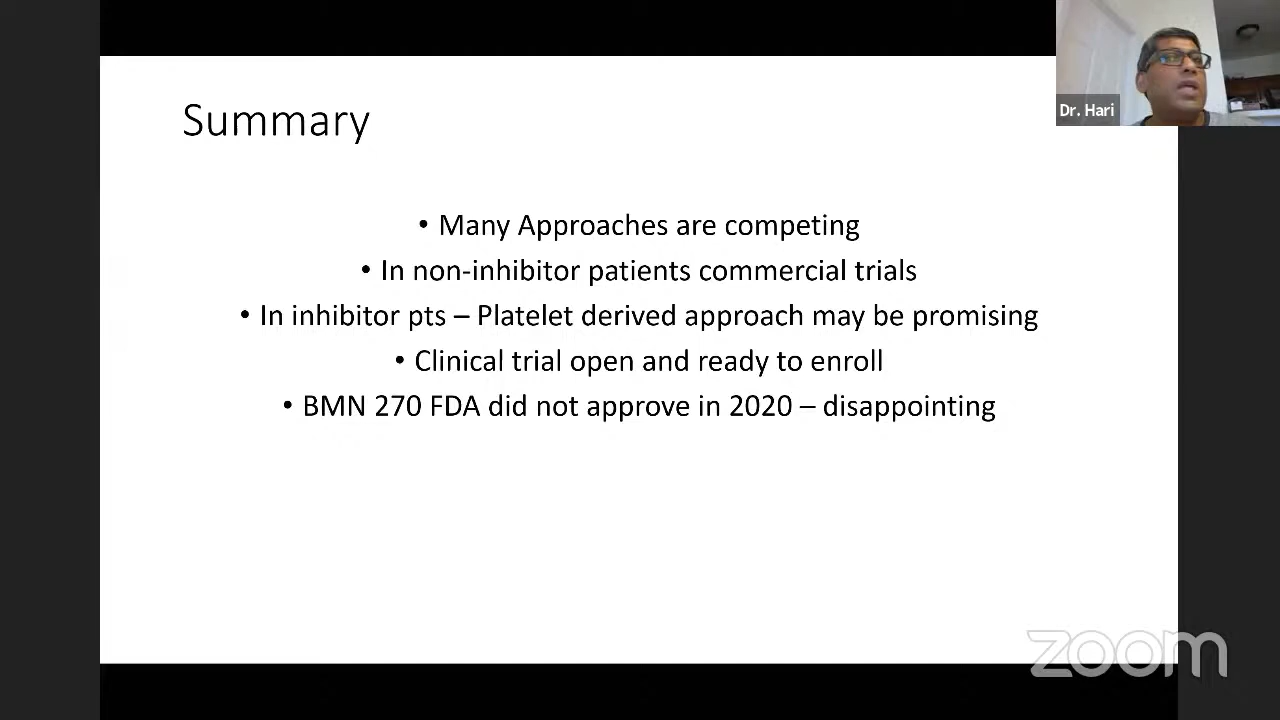 Dr. Hari
Summary
• Many Approaches are competing
• In non-inhibitor patients commercial trials
• In inhibitor pts – Platelet derived approach may be promising
• Clinical trial open and ready to enroll
• BMN 270 FDA did not approve in 2020 – disappointing
zoom